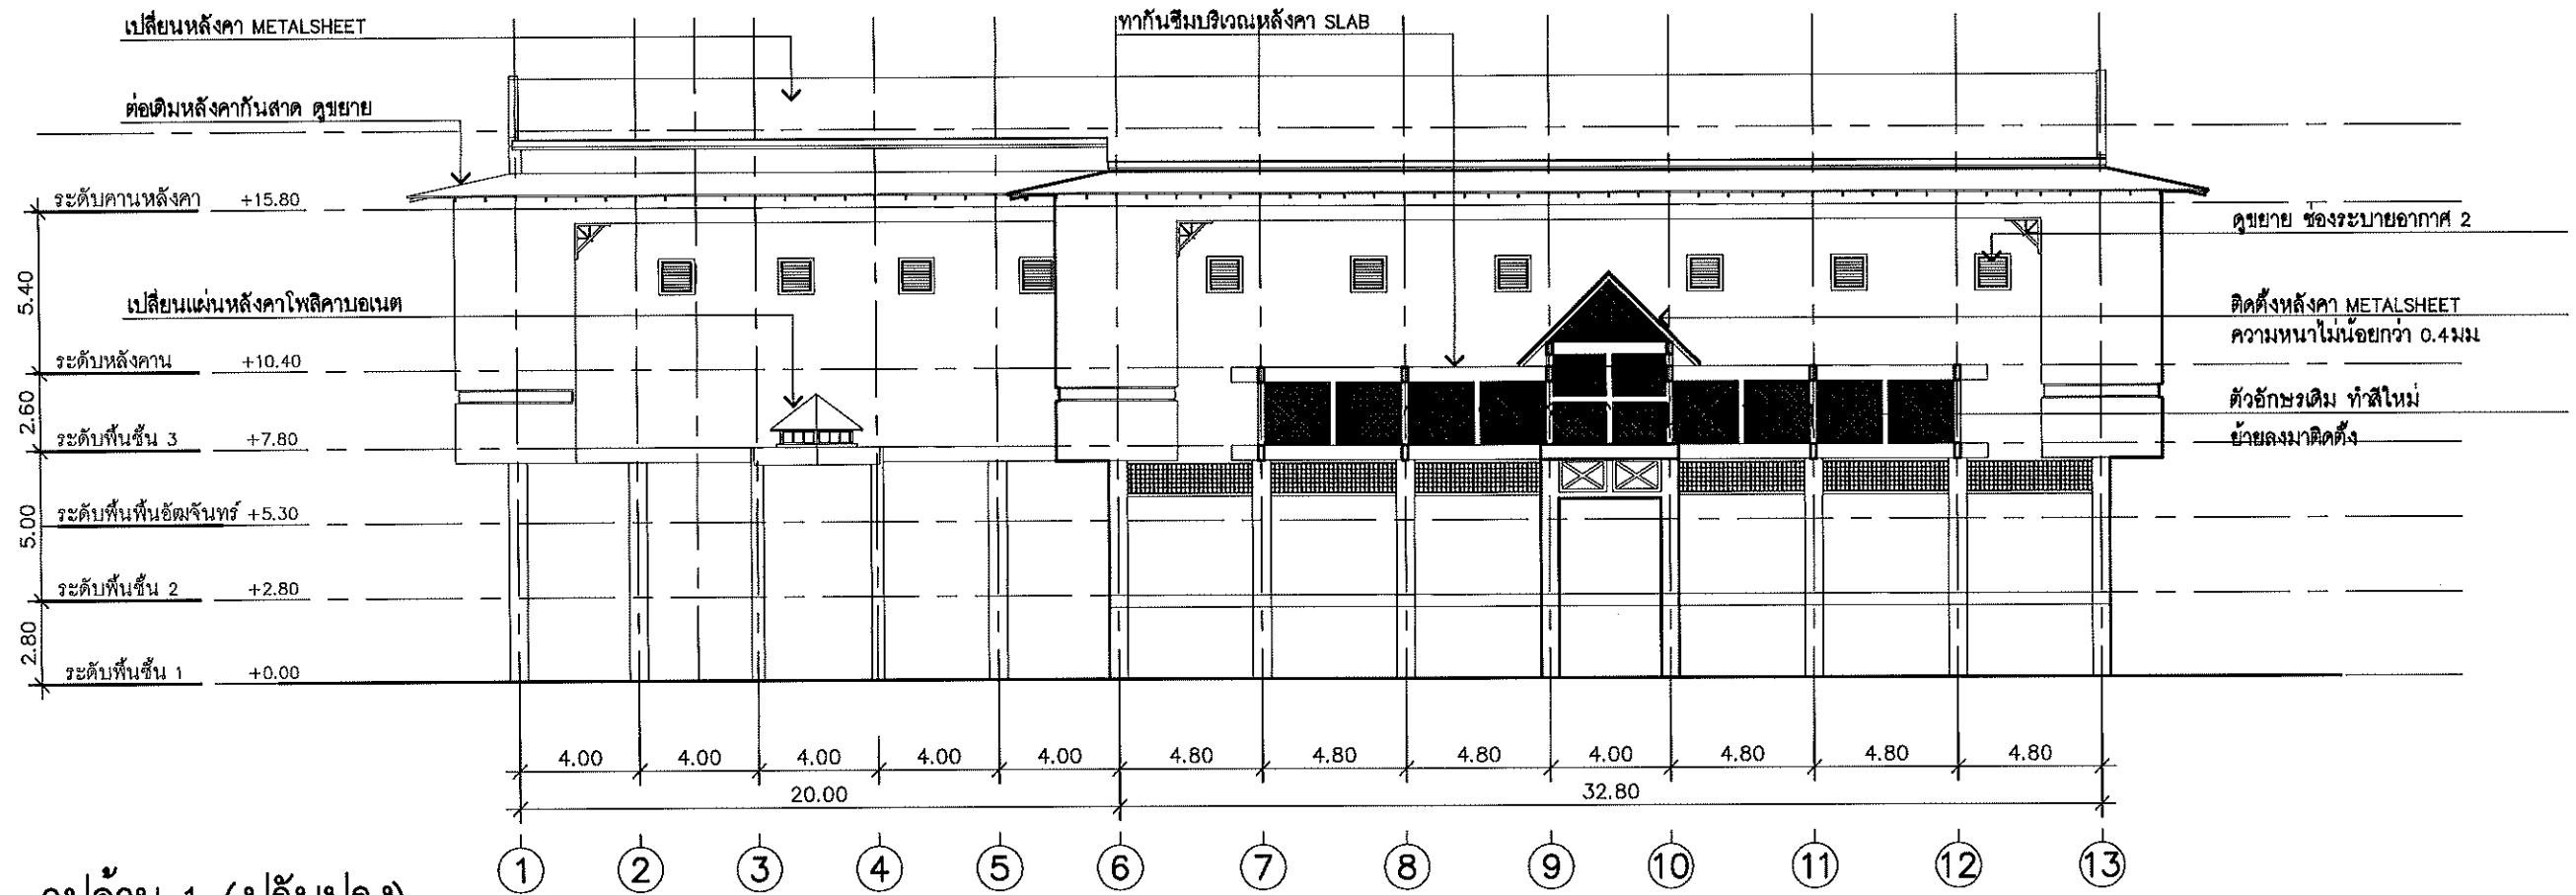 เปลี่ยนหลังคา METALSHEET
ทากันซึมบริเวณหลังคา SLAB
ต่อเติมหลังคากันสาด ดูขยาย
ระดับคานหลังคา +15.80
ดูขยาย ช่องระบายอากาศ 2
5.40
เปลี่ยนแผ่นหลังคาโพลีคาบอเนต
ติดตั้งหลังคา METALSHEET
ความหนาไม่น้อยกว่า 0.4มม.
ระดับหลังคาน +10.40
2.60
ตัวอักษรเดิม ทำสีใหม่
ย้ายลงมาติดตั้ง
ระดับพื้นชั้น 3 +7.80
ระดับพื้นพื้นอัฒจันทร์ +5.30
5.00
ระดับพื้นชั้น 2 +2.80
2.80
ระดับพื้นชั้น 1 +0.00
4.00 4.00 4.00 4.00 4.00 4.80 4.80 4.80 4.00 4.80 4.80 4.80
20.00 32.80
1 2 3 4 5 6 7 8 9 10 11 12 13
รูปด้าน 1 (ปรับปรุง)